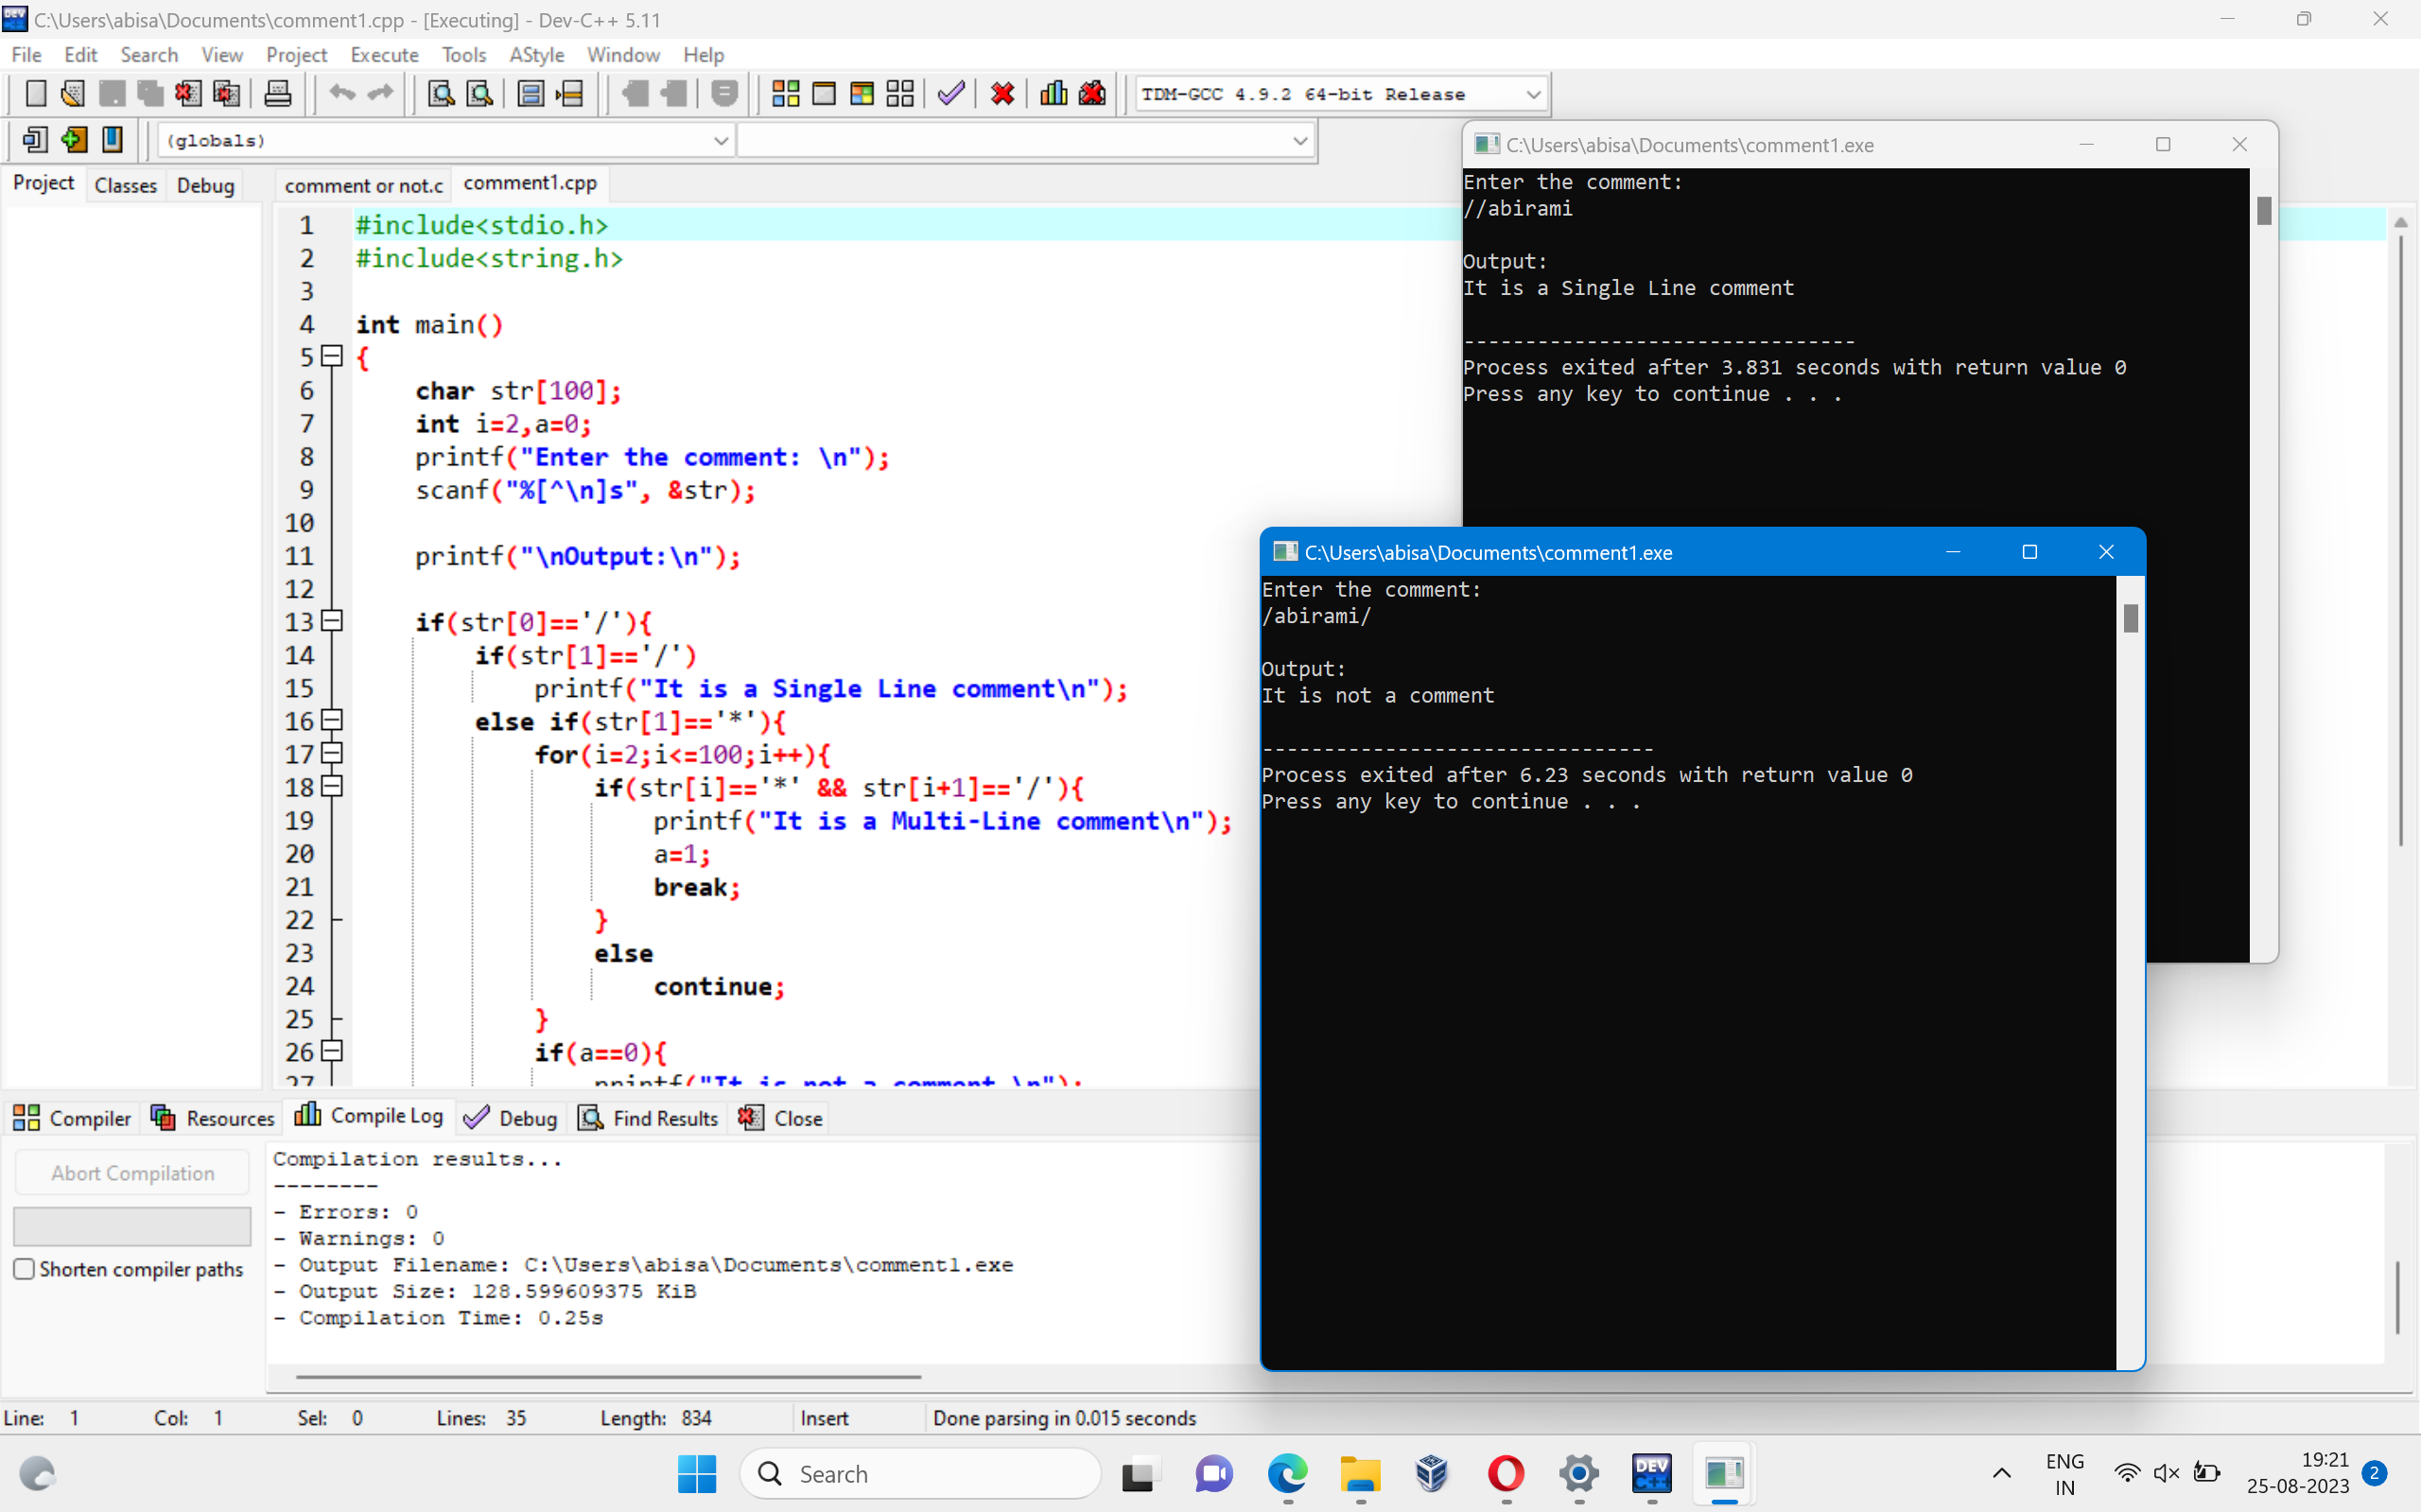 C:\Users\abisa\Documents\comment1.cpp - [Executing] - Dev-C++ 5.11
File Edit Search View Project Execute Tools AStyle Window Help
TDM-GCC 4.9.2 64-bit Release
(globals)
Project Classes Debug
comment or not.c comment1.cpp
1 #include<stdio.h>
2 #include<string.h>
3
4 int main()
5 {
6 char str[100];
7 int i=2,a=0;
8 printf("Enter the comment: \n");
9 scanf("%[^\n]s", &str);
10
11 printf("\nOutput:\n");
12
13 if(str[0]=='/'){
14 if(str[1]=='/')
15 printf("It is a Single Line comment\n");
16 else if(str[1]=='*'){
17 for(i=2;i<=100;i++){
18 if(str[i]=='*' && str[i+1]=='/'){
19 printf("It is a Multi-Line comment\n");
20 a=1;
21 break;
22 }
23 else
24 continue;
25 }
26 if(a==0){
27 printf("It is not a comment \n");
C:\Users\abisa\Documents\comment1.exe
Enter the comment:
//abirami
Output:
It is a Single Line comment
--------------------------------
Process exited after 3.831 seconds with return value 0
Press any key to continue . . .
C:\Users\abisa\Documents\comment1.exe
Enter the comment:
/abirami/
Output:
It is not a comment
--------------------------------
Process exited after 6.23 seconds with return value 0
Press any key to continue . . .
Compiler Resources Compile Log Debug Find Results Close
Abort Compilation
Shorten compiler paths
Compilation results...
--------
- Errors: 0
- Warnings: 0
- Output Filename: C:\Users\abisa\Documents\comment1.exe
- Output Size: 128.599609375 KiB
- Compilation Time: 0.25s
Line: 1 Col: 1 Sel: 0 Lines: 35 Length: 834 Insert Done parsing in 0.015 seconds
Search
DEV
C++
ENG
IN
19:21
25-08-2023
2